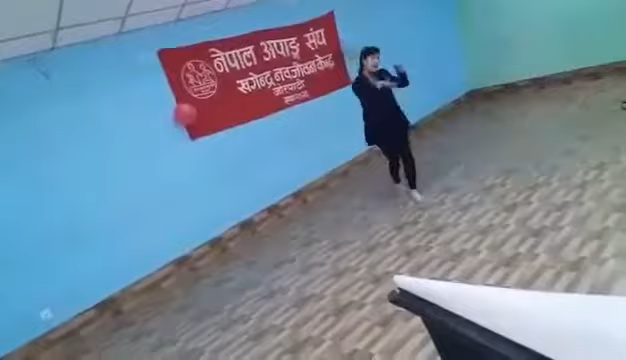 नेपाल अपाङ्ग संघ
खगेन्द्र नवजीवन केन्द्र
जोरपाटी